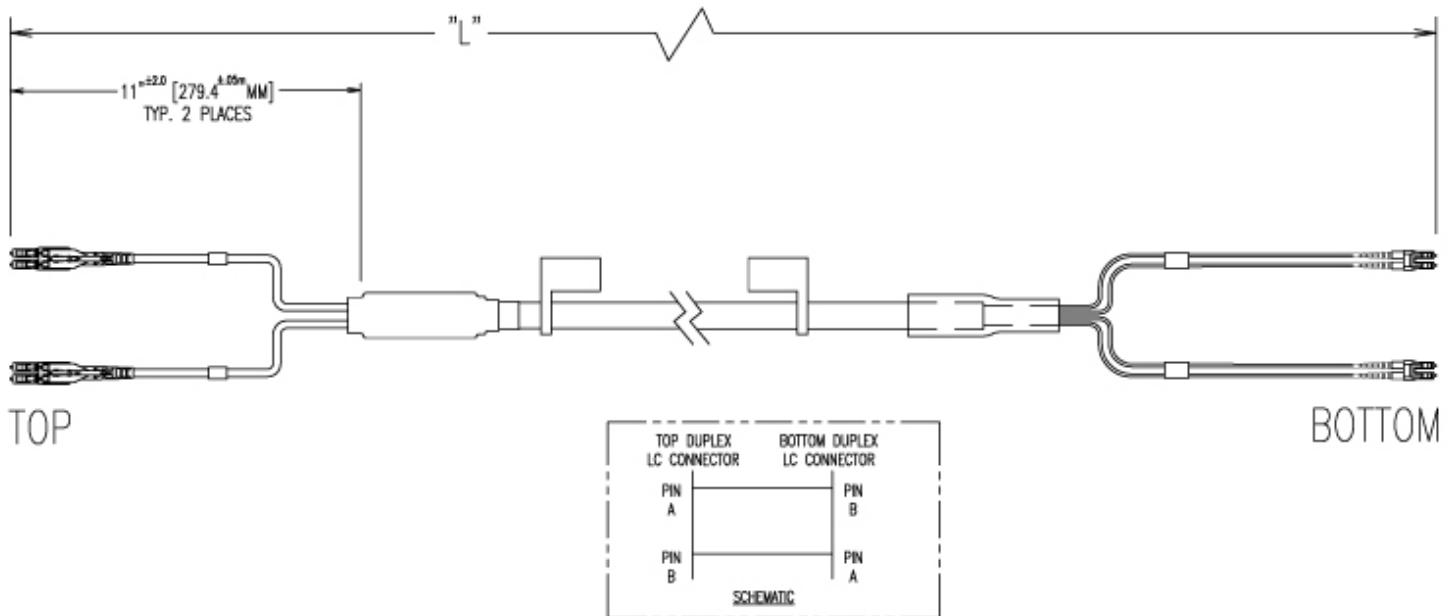 "L"
11"±2.0 [279.4±.05m MM]
TYP. 2 PLACES
TOP
BOTTOM
TOP DUPLEX
LC CONNECTOR
BOTTOM DUPLEX
LC CONNECTOR
PIN
A
PIN
B
PIN
B
PIN
A
SCHEMATIC